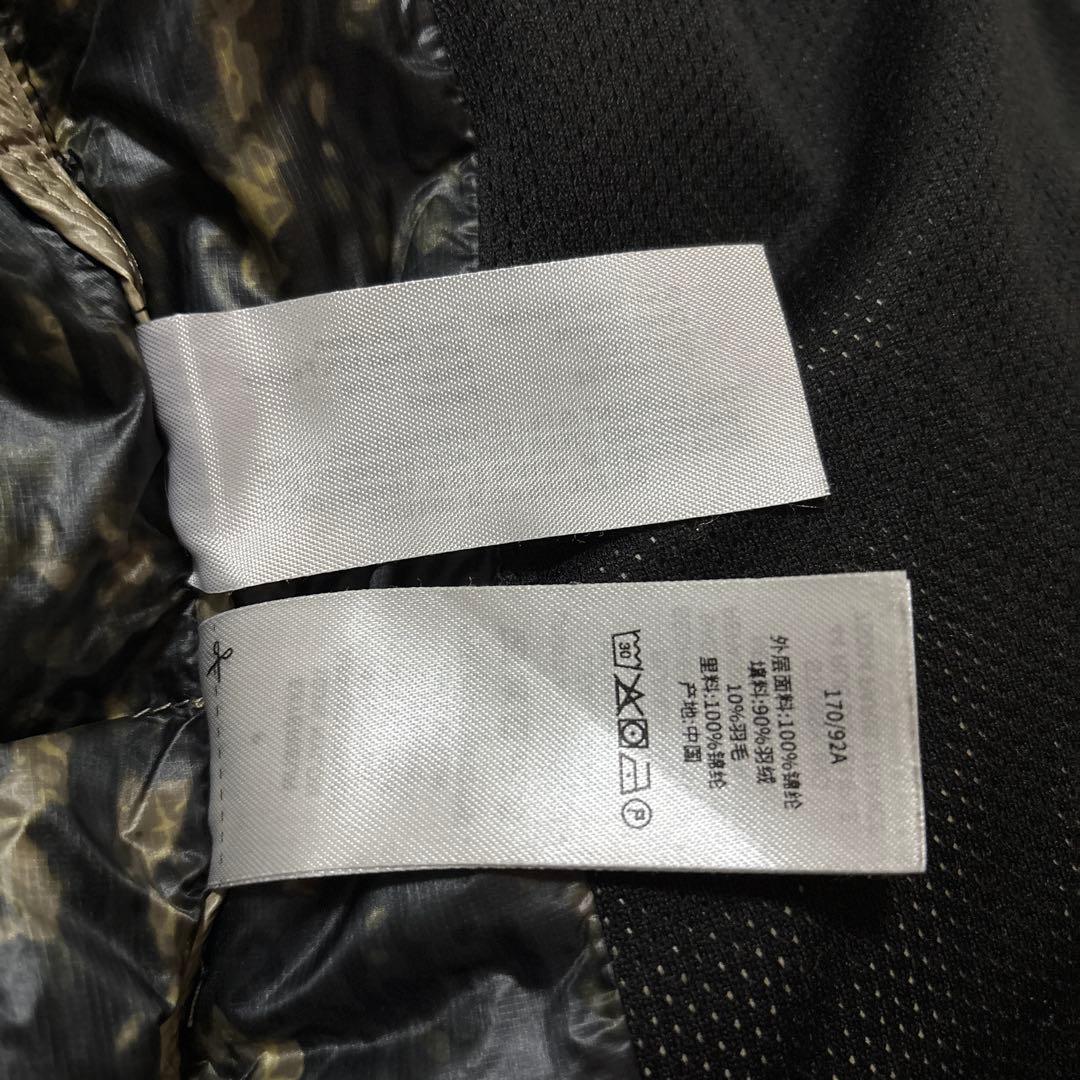 170/92A
外层面料:100%锦纶
填料:90%羽绒
10%羽毛
里料:100%锦纶
产地:中国
30
P